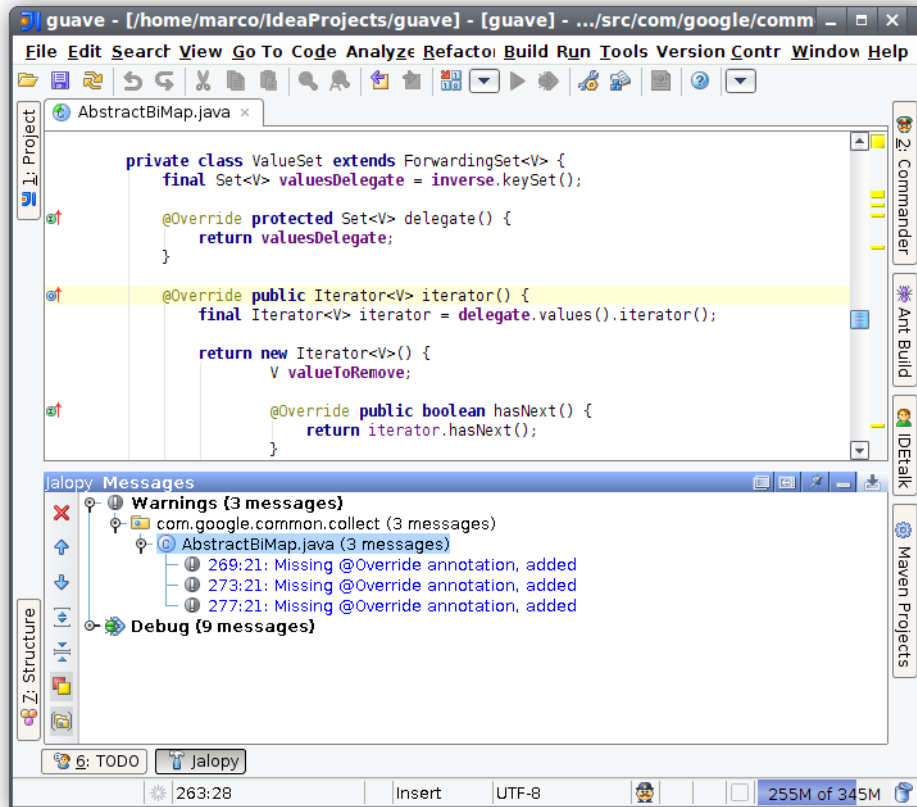 guave - [/home/marco/IdeaProjects/guave] - [guave] - .../src/com/google/comm
File Edit Search View Go To Code Analyze Refactor Build Run Tools Version Contr Window Help
AbstractBiMap.java
1: Project
private class ValueSet extends ForwardingSet<V> {
final Set<V> valuesDelegate = inverse.keySet();
@Override protected Set<V> delegate() {
return valuesDelegate;
}
@Override public Iterator<V> iterator() {
final Iterator<V> iterator = delegate.values().iterator();
return new Iterator<V>() {
V valueToRemove;
@Override public boolean hasNext() {
return iterator.hasNext();
}
2: Commander
Ant Build
IDEtalk
Maven Projects
Jalopy Messages
Warnings (3 messages)
com.google.common.collect (3 messages)
AbstractBiMap.java (3 messages)
269:21: Missing @Override annotation, added
273:21: Missing @Override annotation, added
277:21: Missing @Override annotation, added
Debug (9 messages)
7: Structure
6: TODO
Jalopy
263:28
Insert
UTF-8
255M of 345M